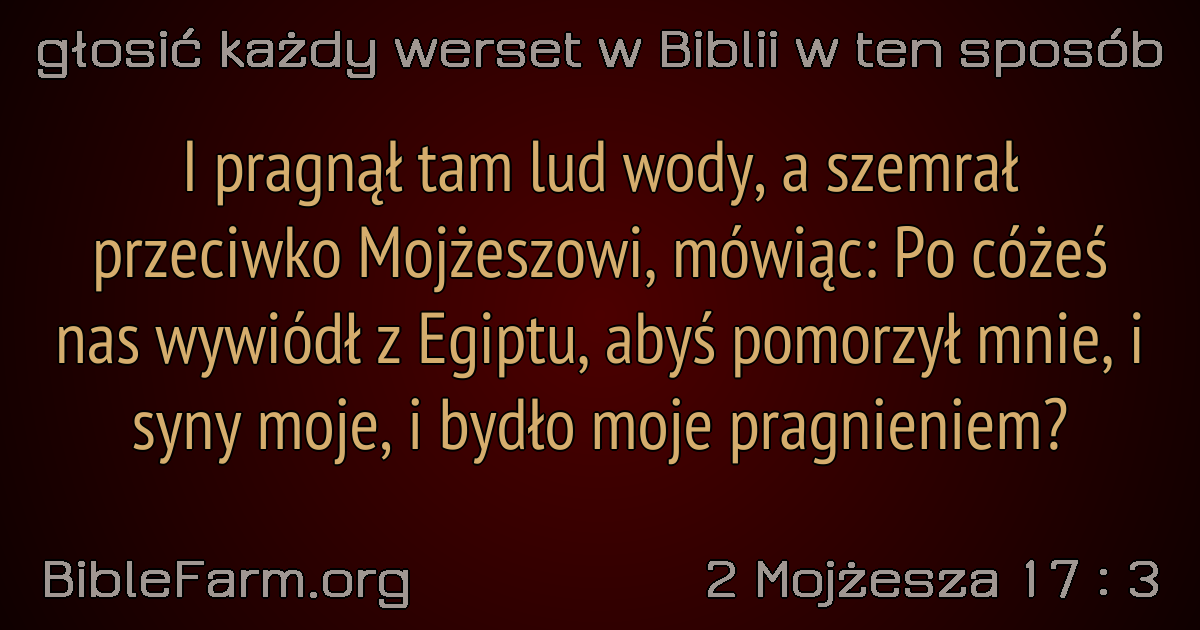 głosić każdy werset w Biblii w ten sposób
I pragnął tam lud wody, a szemrał
przeciwko Mojżeszowi, mówiąc: Po cóżeś
nas wywiódł z Egiptu, abyś pomorzył mnie, i
syny moje, i bydło moje pragnieniem?
BibleFarm.org
2 Mojżesza 17 : 3